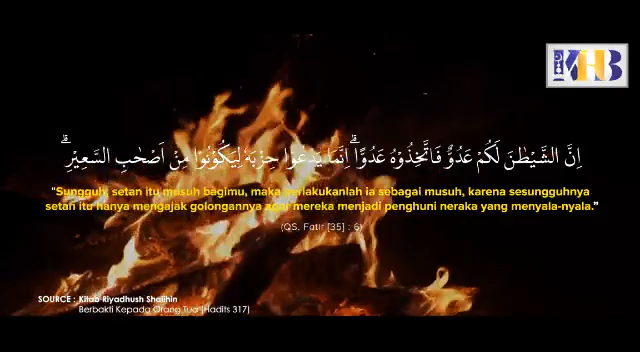 KHB
إِنَّ الشَّيْطٰنَ لَكُمْ عَدُوٌّ فَاتَّخِذُوْهُ عَدُوًّاۗ اِنَّمَا يَدْعُوْا حِزْبَهٗ لِيَكُوْنُوْا مِنْ اَصْحٰبِ السَّعِيْرِۗ
"Sungguh, setan itu musuh bagimu, maka perlakukanlah ia sebagai musuh, karena sesungguhnya
setan itu hanya mengajak golongannya agar mereka menjadi penghuni neraka yang menyala-nyala."
(QS. Fatir [35] : 6)
SOURCE : Kitab Riyadhush Shalihin
Berbakti Kepada Orang Tua (Hadits 317)